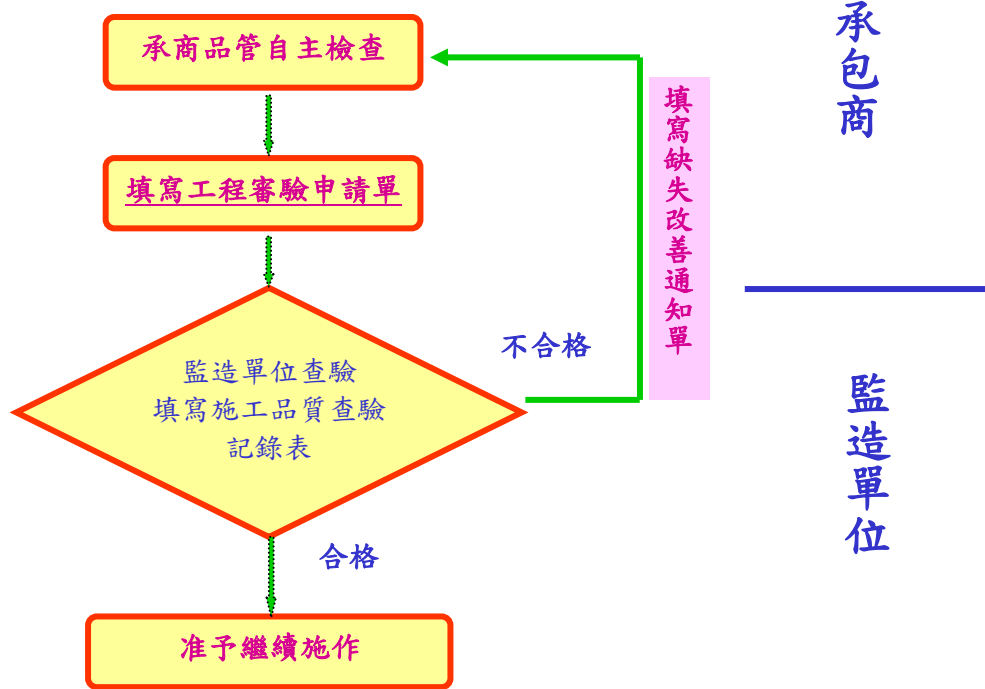 承商品管自主檢查
填寫工程審驗申請單
監造單位查驗
填寫施工品質查驗
記錄表
不合格
填寫缺失改善通知單
合格
准予繼續施作
承包商
監造單位